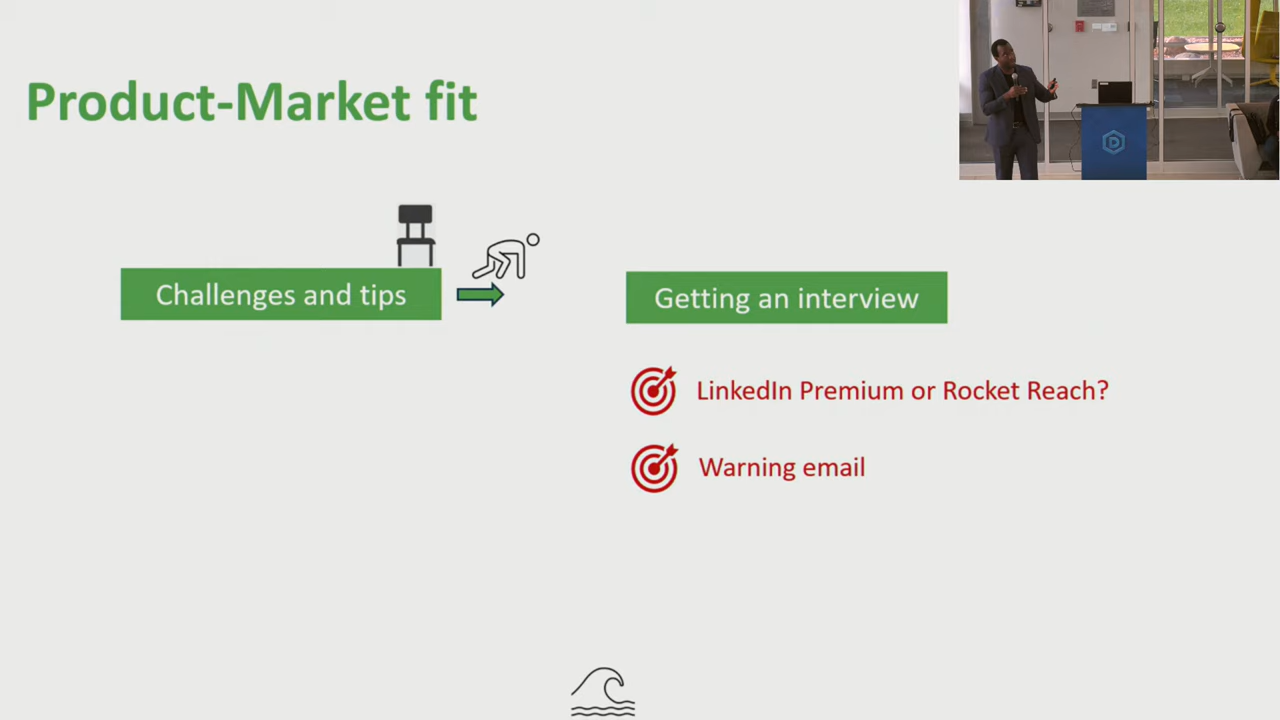 Product-Market fit
Challenges and tips
Getting an interview
LinkedIn Premium or Rocket Reach?
Warning email